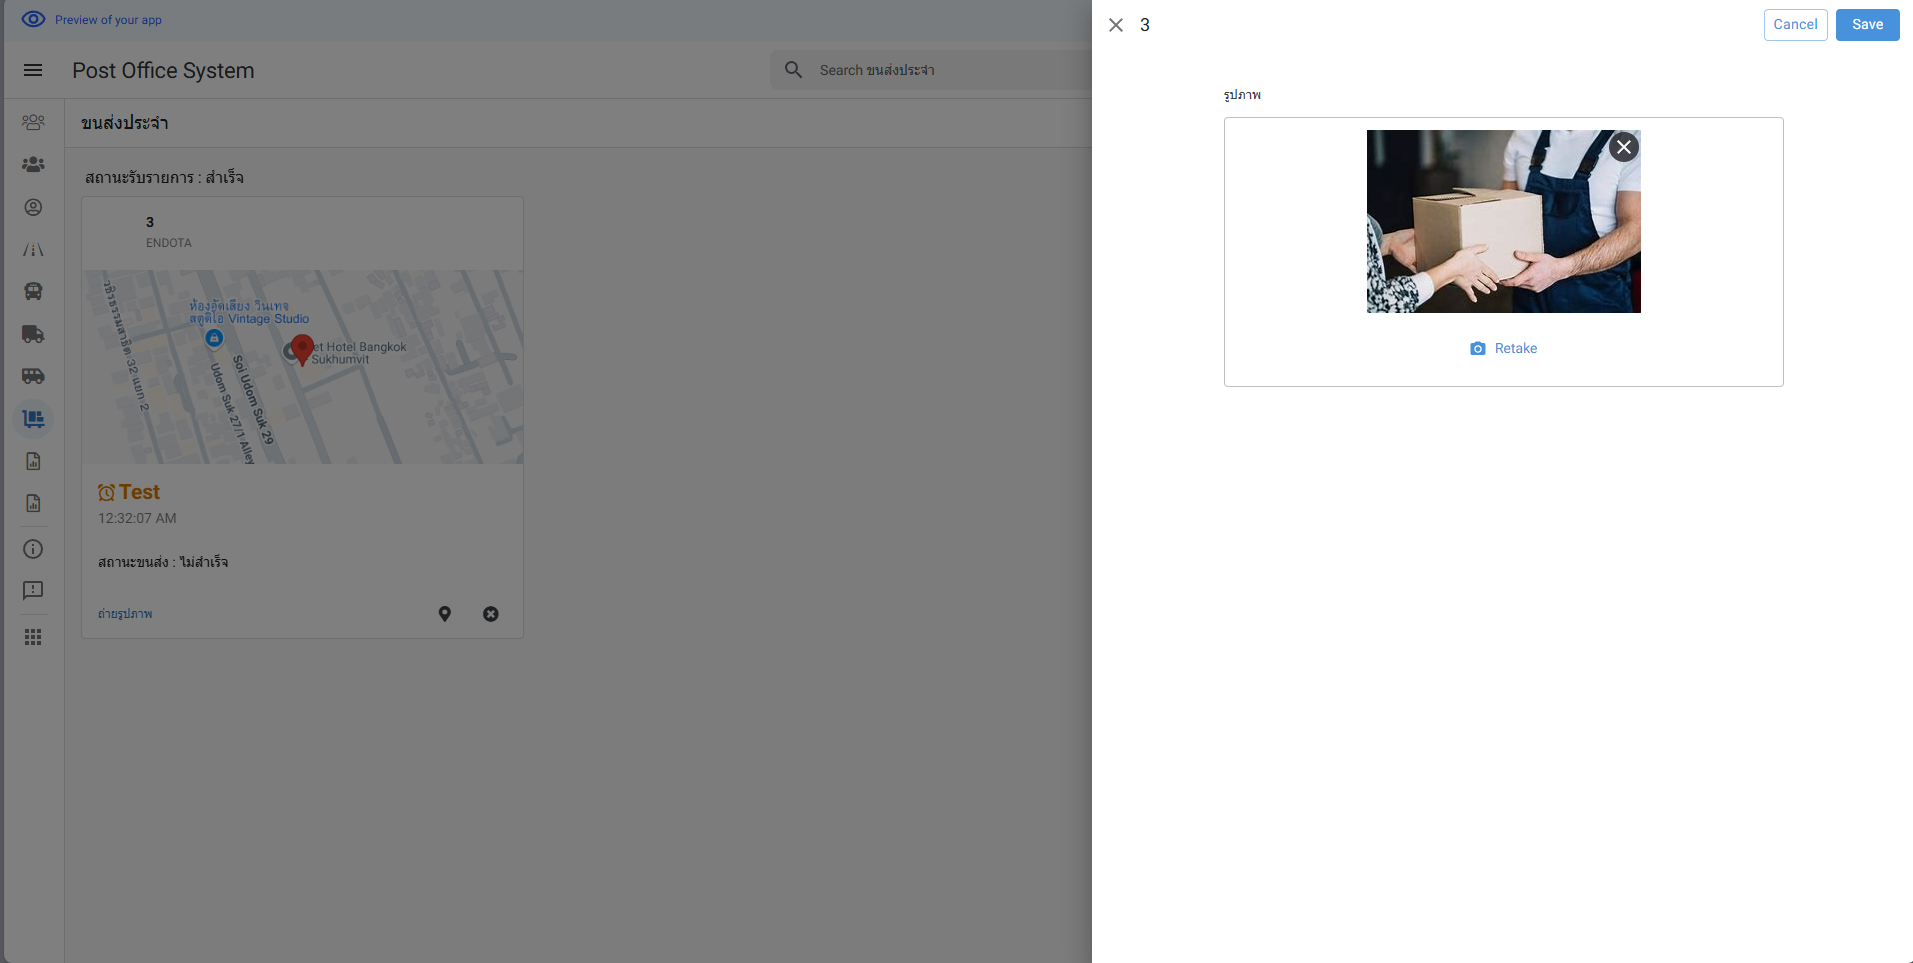 Preview of your app
Post Office System
Search ขนส่งประจำ
ขนส่งประจำ
สถานะรับรายการ : สำเร็จ
3
ENDOTA
วชิรธรรมสาธิต 32 แยก 2
ห้องอัดเสียง วินเทจ
สตูดิโอ Vintage Studio
et Hotel Bangkok
Sukhumvit
Soi Udom Suk 29
Udom Suk 27/1 Alley
Test
12:32:07 AM
สถานะขนส่ง : ไม่สำเร็จ
ถ่ายรูปภาพ
3
Cancel
Save
รูปภาพ
Retake